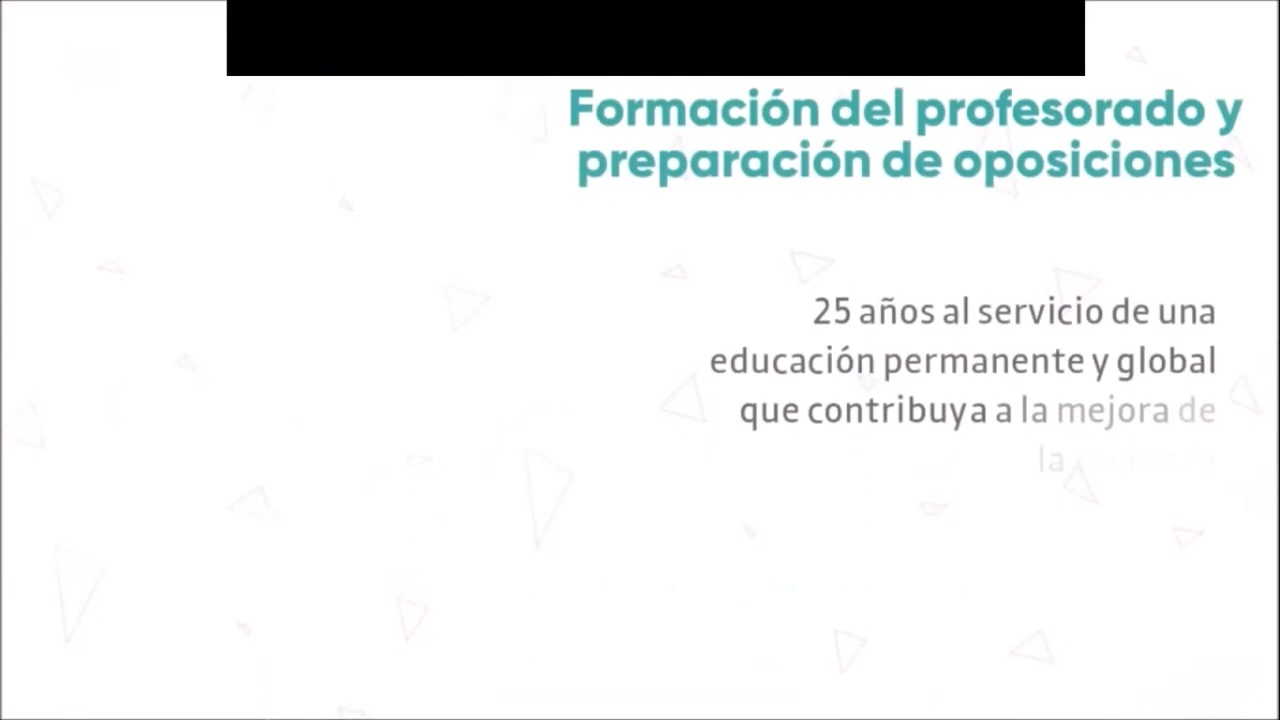 Formación del profesorado y
preparación de oposiciones
25 años al servicio de una
educación permanente y global
que contribuya a la mejora de
la